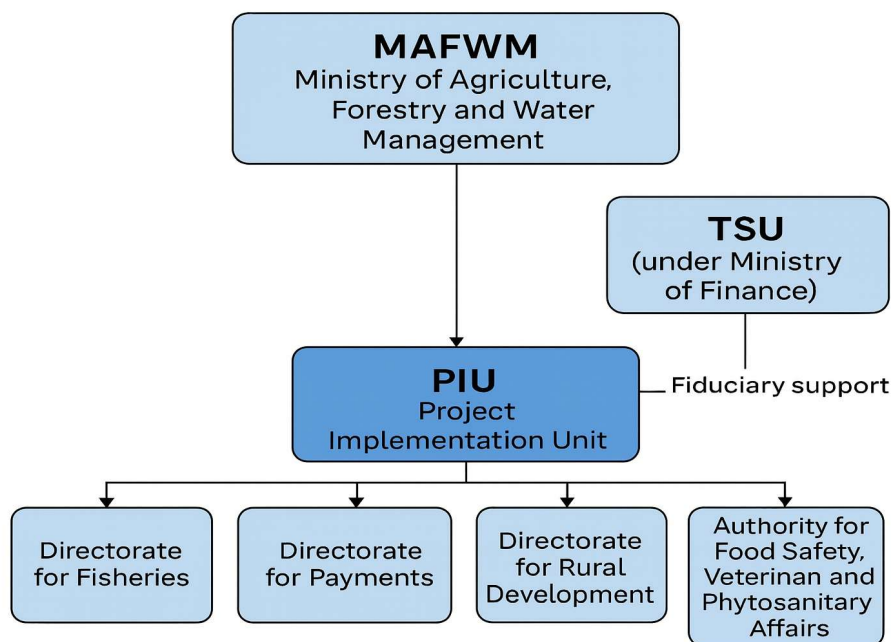 MAFWM
Ministry of Agriculture,
Forestry and Water
Management
TSU
(under Ministry
of Finance)
PIU
Project
Implementation Unit
Fiduciary support
Directorate
for Fisheries
Directorate
for Payments
Directorate
for Rural
Development
Authority for
Food Safety,
Veterinan and
Phytosanitary
Affairs